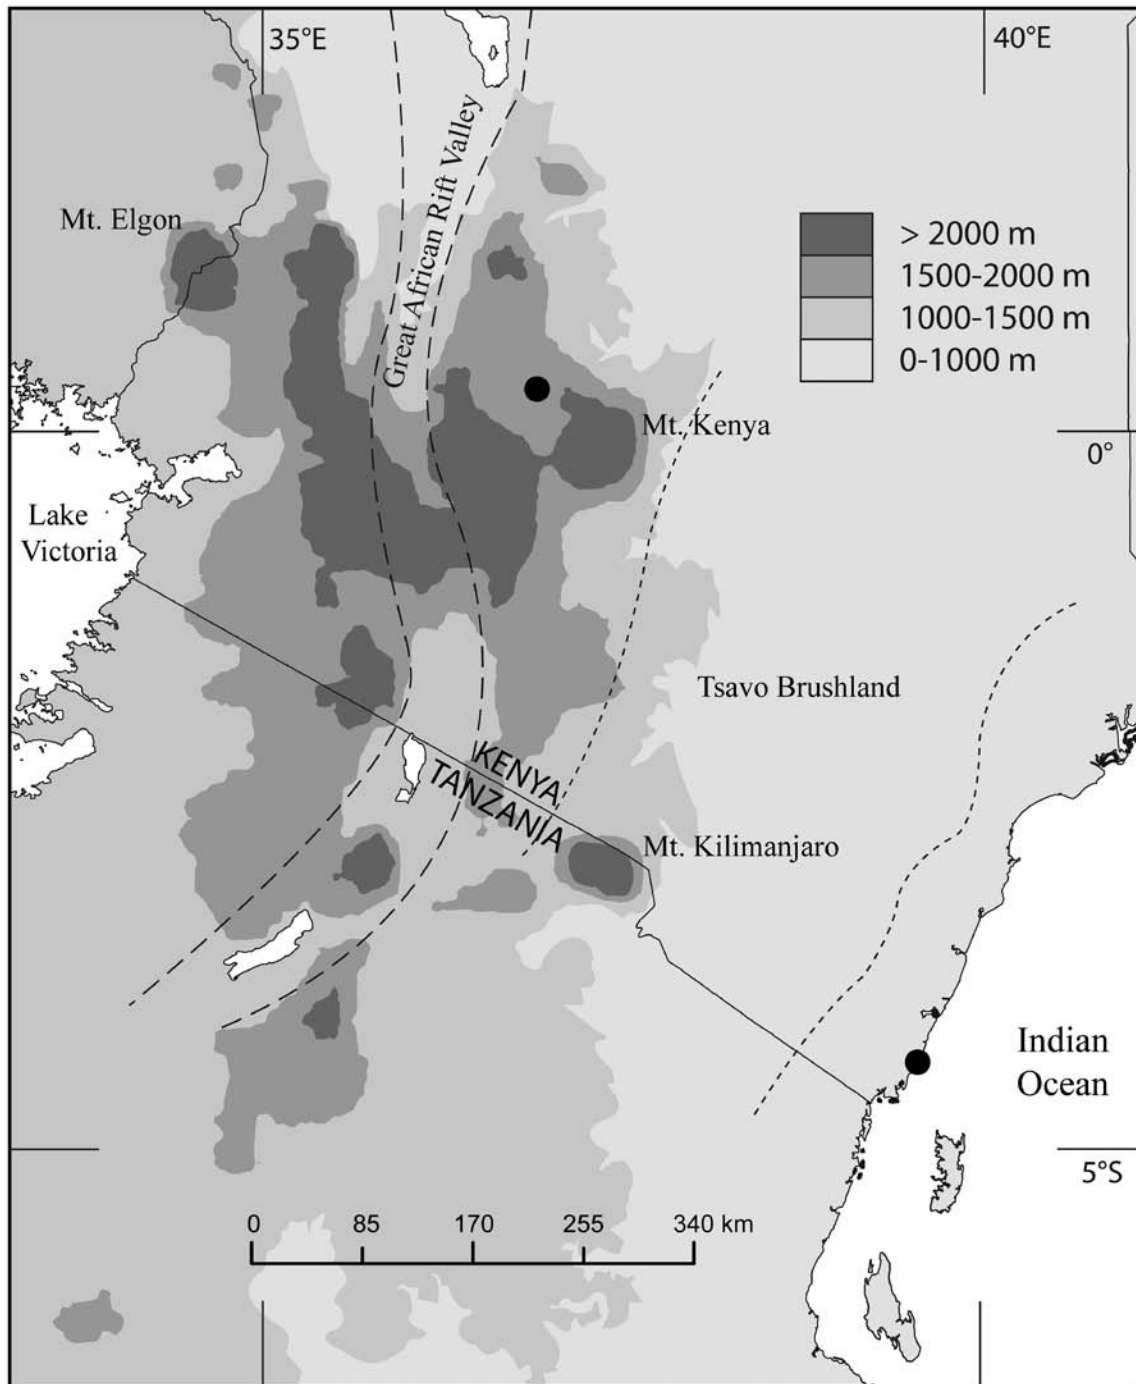 35°E
40°E
Great African Rift Valley
Mt. Elgon
> 2000 m
1500-2000 m
1000-1500 m
0-1000 m
Mt. Kenya
0°
Lake
Victoria
Tsavo Brushland
KENYA
TANZANIA
Mt. Kilimanjaro
Indian
Ocean
5°S
0 85 170 255 340 km